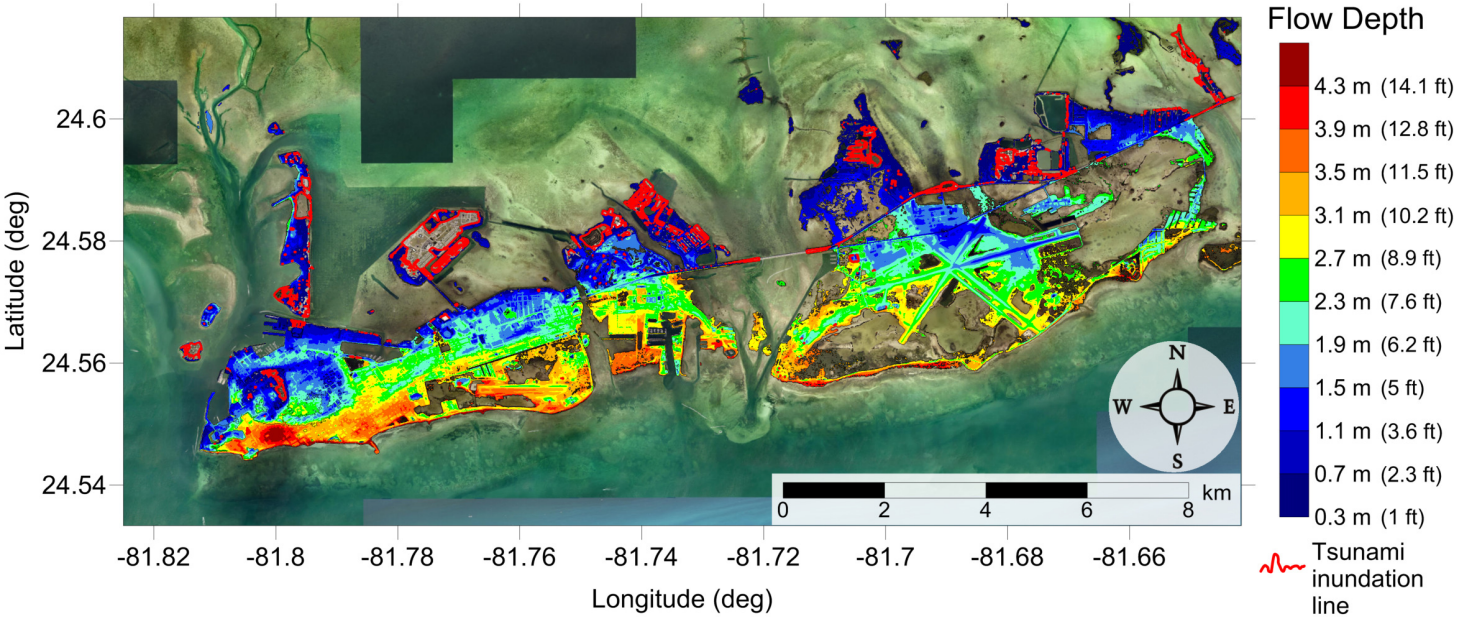 Flow Depth
4.3 m (14.1 ft)
3.9 m (12.8 ft)
3.5 m (11.5 ft)
3.1 m (10.2 ft)
2.7 m (8.9 ft)
2.3 m (7.6 ft)
1.9 m (6.2 ft)
1.5 m (5 ft)
1.1 m (3.6 ft)
0.7 m (2.3 ft)
0.3 m (1 ft)
Tsunami
inundation
line
Latitude (deg)
24.6
24.58
24.56
24.54
N
W E
S
km
0 2 4 6 8
-81.82 -81.8 -81.78 -81.76 -81.74 -81.72 -81.7 -81.68 -81.66
Longitude (deg)